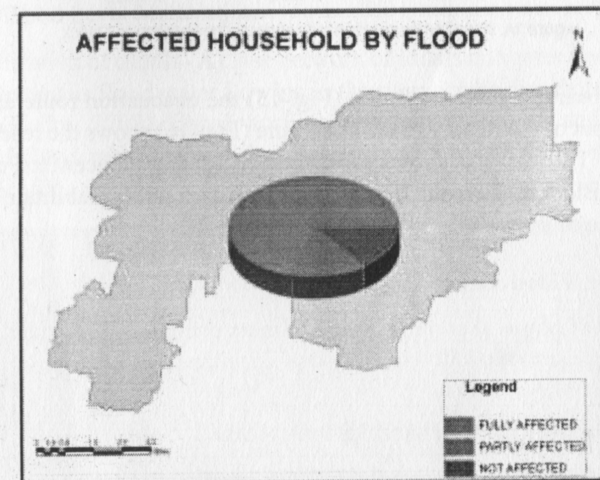 AFFECTED HOUSEHOLD BY FLOOD
N
Legend
FULLY AFFECTED
PARTLY AFFECTED
NOT AFFECTED